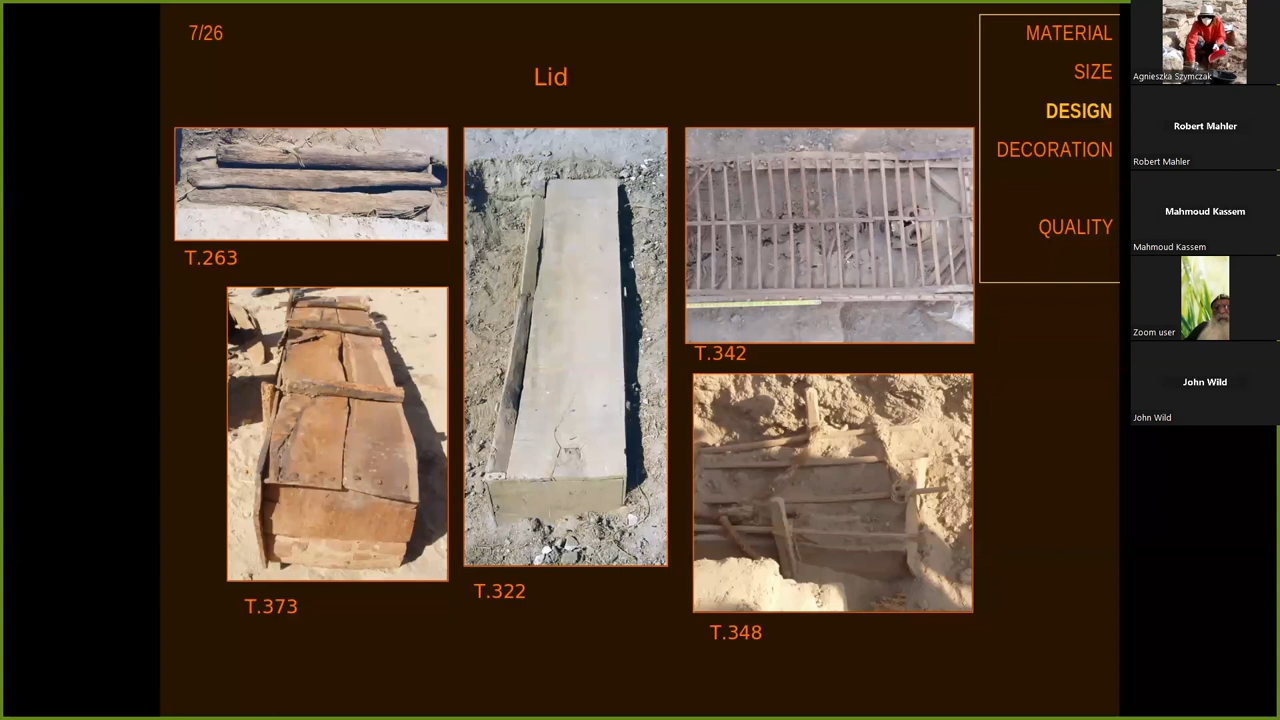 7/26
Lid
MATERIAL
SIZE
DESIGN
DECORATION
QUALITY
T.263
T.373
T.322
T.342
T.348
Agnieszka Szymczak
Robert Mahler
Robert Mahler
Mahmoud Kassem
Mahmoud Kassem
Zoom user
John Wild
John Wild